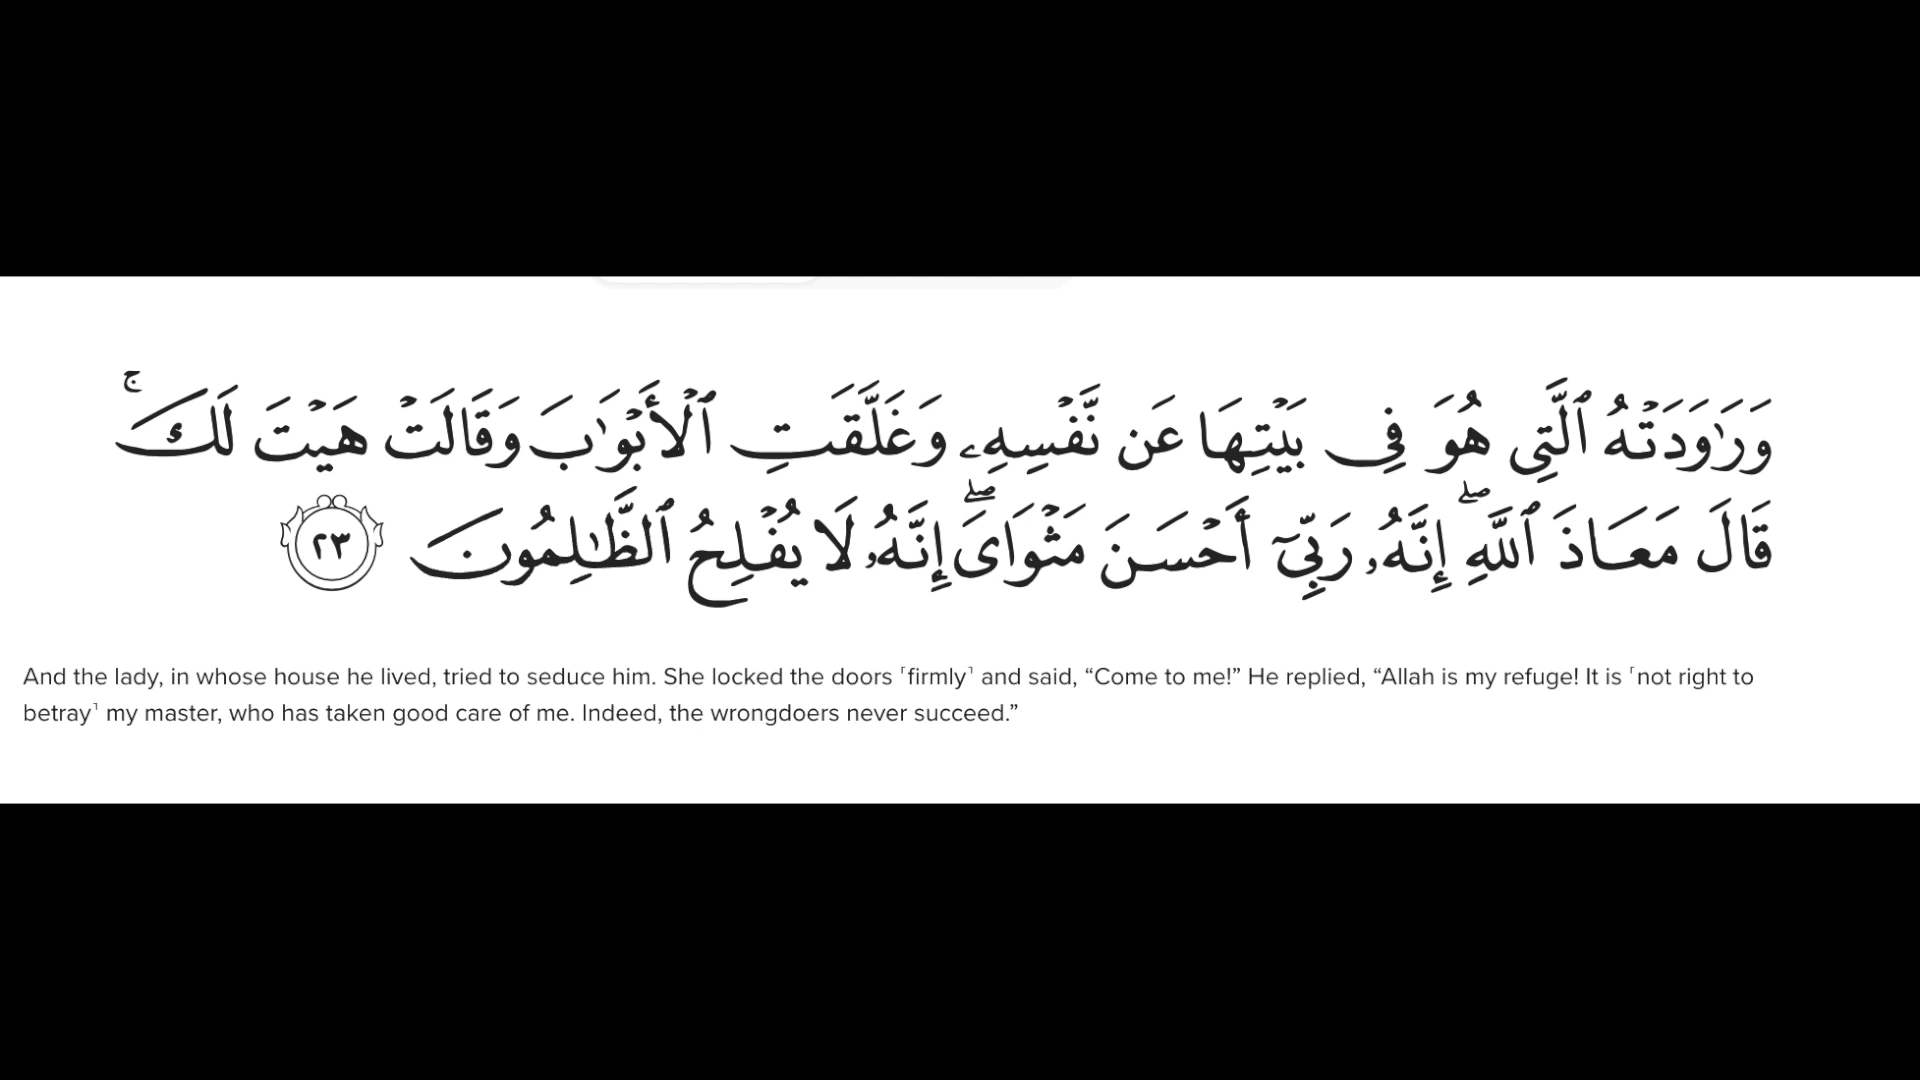 وَرَٰوَدَتْهُ ٱلَّتِى هُوَ فِى بَيْتِهَا عَن نَّفْسِهِۦ وَغَلَّقَتِ ٱلْأَبْوَٰبَ وَقَالَتْ هَيْتَ لَكَ ۚ
قَالَ مَعَاذَ ٱللَّهِ ۖ إِنَّهُۥ رَبِّىٓ أَحْسَنَ مَثْوَاىَ ۖ إِنَّهُۥ لَا يُفْلِحُ ٱلظَّـٰلِمُونَ ٢٣
And the lady, in whose house he lived, tried to seduce him. She locked the doors ˹firmly˺ and said, “Come to me!” He replied, “Allah is my refuge! It is ˹not right to
betray˺ my master, who has taken good care of me. Indeed, the wrongdoers never succeed.”